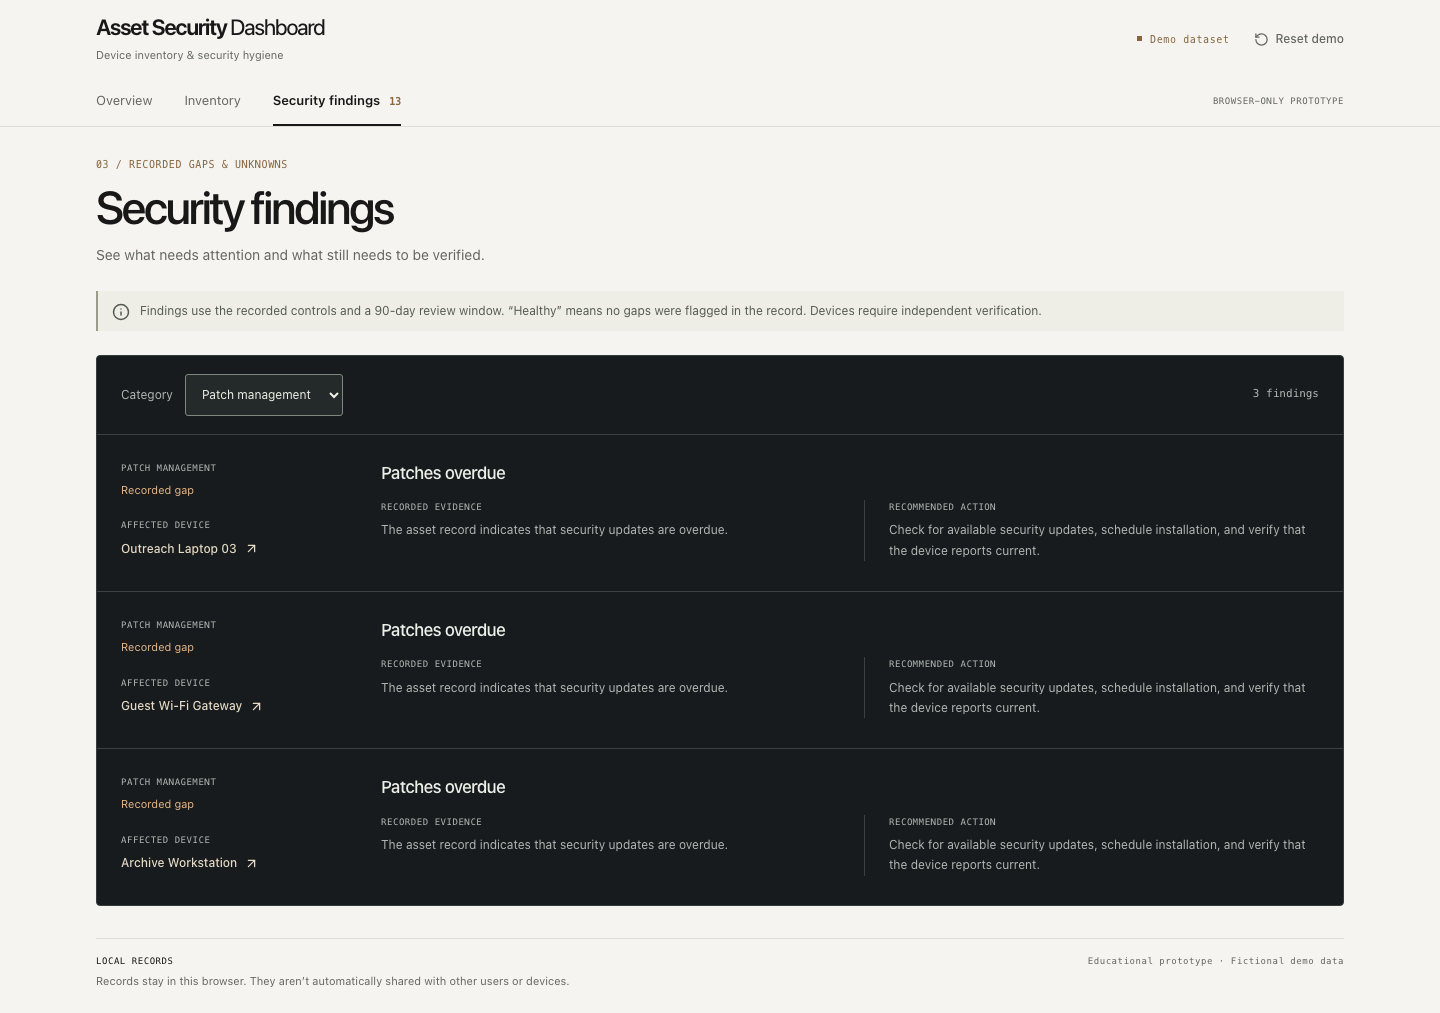 Asset Security Dashboard
Device inventory & security hygiene
Demo dataset
Reset demo
Overview
Inventory
Security findings 13
BROWSER-ONLY PROTOTYPE
03 / RECORDED GAPS & UNKNOWNS
Security findings
See what needs attention and what still needs to be verified.
Findings use the recorded controls and a 90-day review window. “Healthy” means no gaps were flagged in the record. Devices require independent verification.
Category
Patch management
3 findings
PATCH MANAGEMENT
Recorded gap
AFFECTED DEVICE
Outreach Laptop 03
Patches overdue
RECORDED EVIDENCE
The asset record indicates that security updates are overdue.
RECOMMENDED ACTION
Check for available security updates, schedule installation, and verify that
the device reports current.
PATCH MANAGEMENT
Recorded gap
AFFECTED DEVICE
Guest Wi-Fi Gateway
Patches overdue
RECORDED EVIDENCE
The asset record indicates that security updates are overdue.
RECOMMENDED ACTION
Check for available security updates, schedule installation, and verify that
the device reports current.
PATCH MANAGEMENT
Recorded gap
AFFECTED DEVICE
Archive Workstation
Patches overdue
RECORDED EVIDENCE
The asset record indicates that security updates are overdue.
RECOMMENDED ACTION
Check for available security updates, schedule installation, and verify that
the device reports current.
LOCAL RECORDS
Records stay in this browser. They aren’t automatically shared with other users or devices.
Educational prototype · Fictional demo data